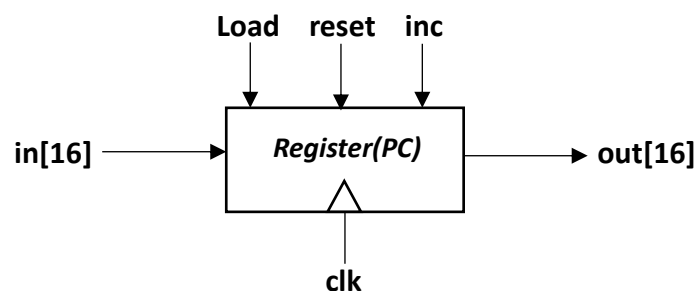 Load reset inc
in[16] Register(PC) out[16]
clk